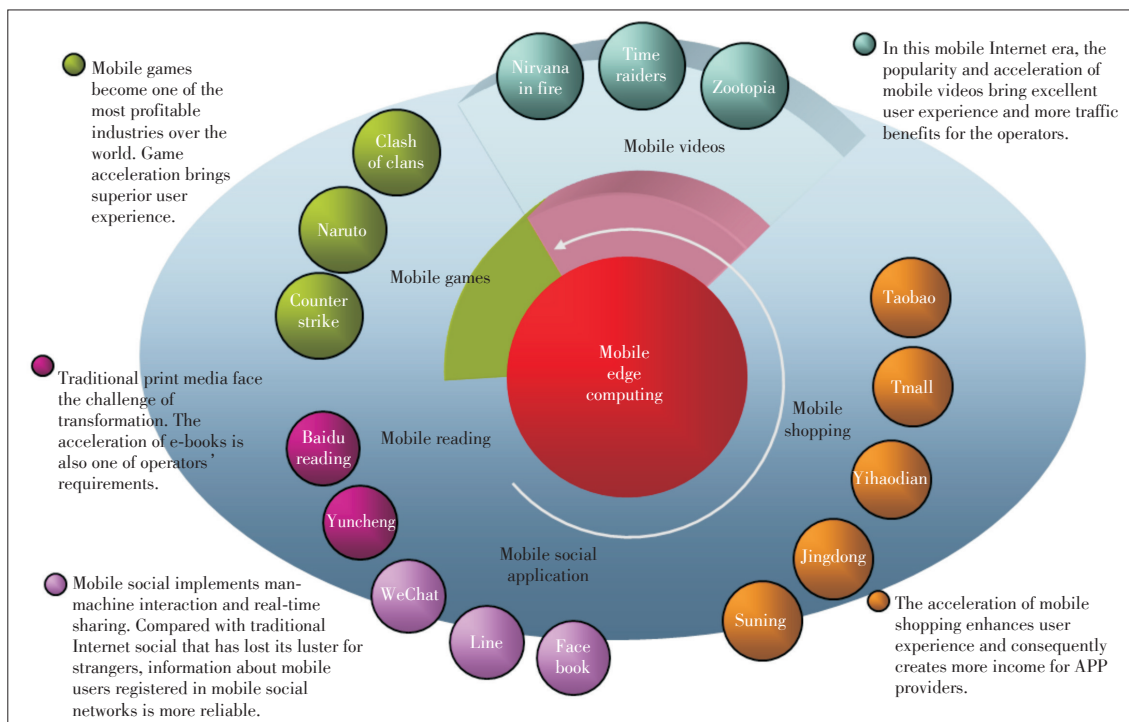 Mobile games
become one of the
most profitable
industries over the
world. Game
acceleration brings
superior user
experience.
Nirvana
in fire
Time
raiders
Zootopia
Mobile videos
In this mobile Internet era, the
popularity and acceleration of
mobile videos bring excellent
user experience and more traffic
benefits for the operators.
Clash
of clans
Naruto
Counter
strike
Mobile games
Mobile
edge
computing
Taobao
Tmall
Yihaodian
Jingdong
Suning
Mobile
shopping
Traditional print media face
the challenge of
transformation. The
acceleration of e-books is
also one of operators’
requirements.
Baidu
reading
Yuncheng
Mobile reading
Mobile social
application
WeChat
Line
Face
book
Mobile social implements man-
machine interaction and real-time
sharing. Compared with traditional
Internet social that has lost its luster for
strangers, information about mobile
users registered in mobile social
networks is more reliable.
The acceleration of mobile
shopping enhances user
experience and consequently
creates more income for APP
providers.